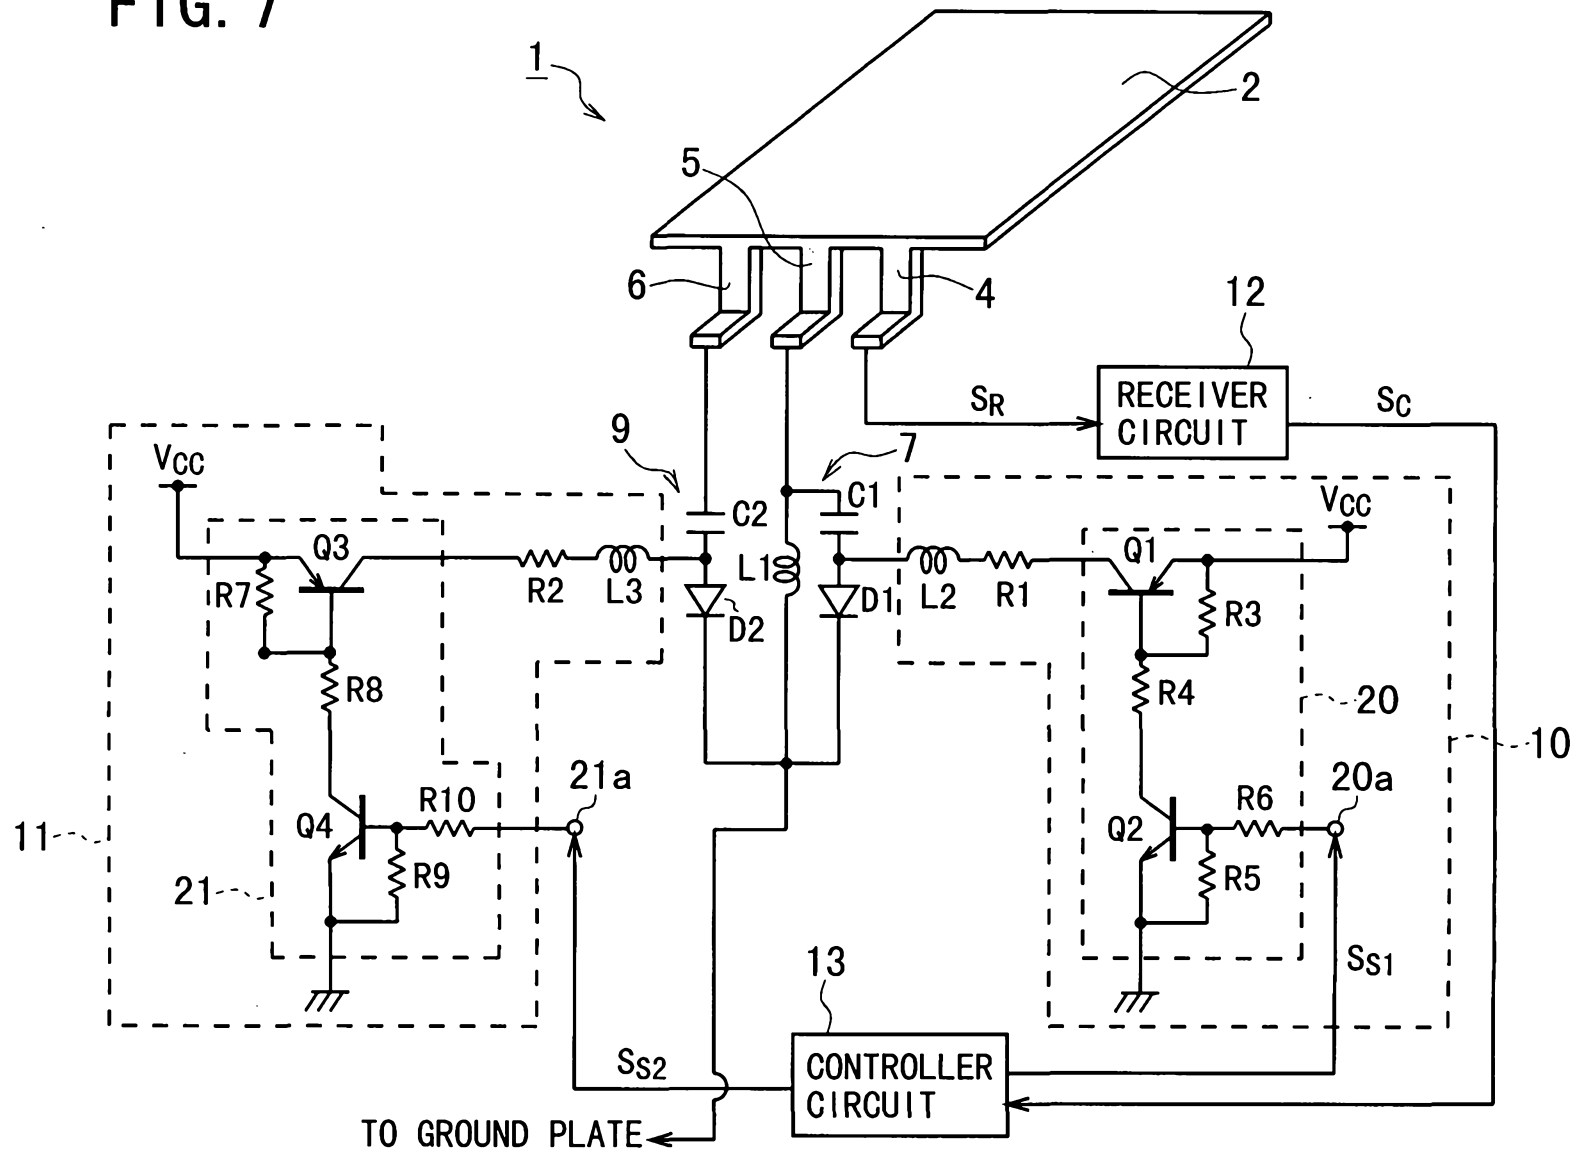 FIG. 7
1
2
5
6
4
12
RECEIVER
CIRCUIT
SR
SC
9
7
VCC
C2
C1
VCC
Q3
R2
L3
L1
L2
R1
Q1
R7
D2
D1
R3
R8
R4
20
10
21a
20a
R10
R6
Q4
Q2
11
R9
R5
21
13
SS1
SS2
CONTROLLER
CIRCUIT
TO GROUND PLATE